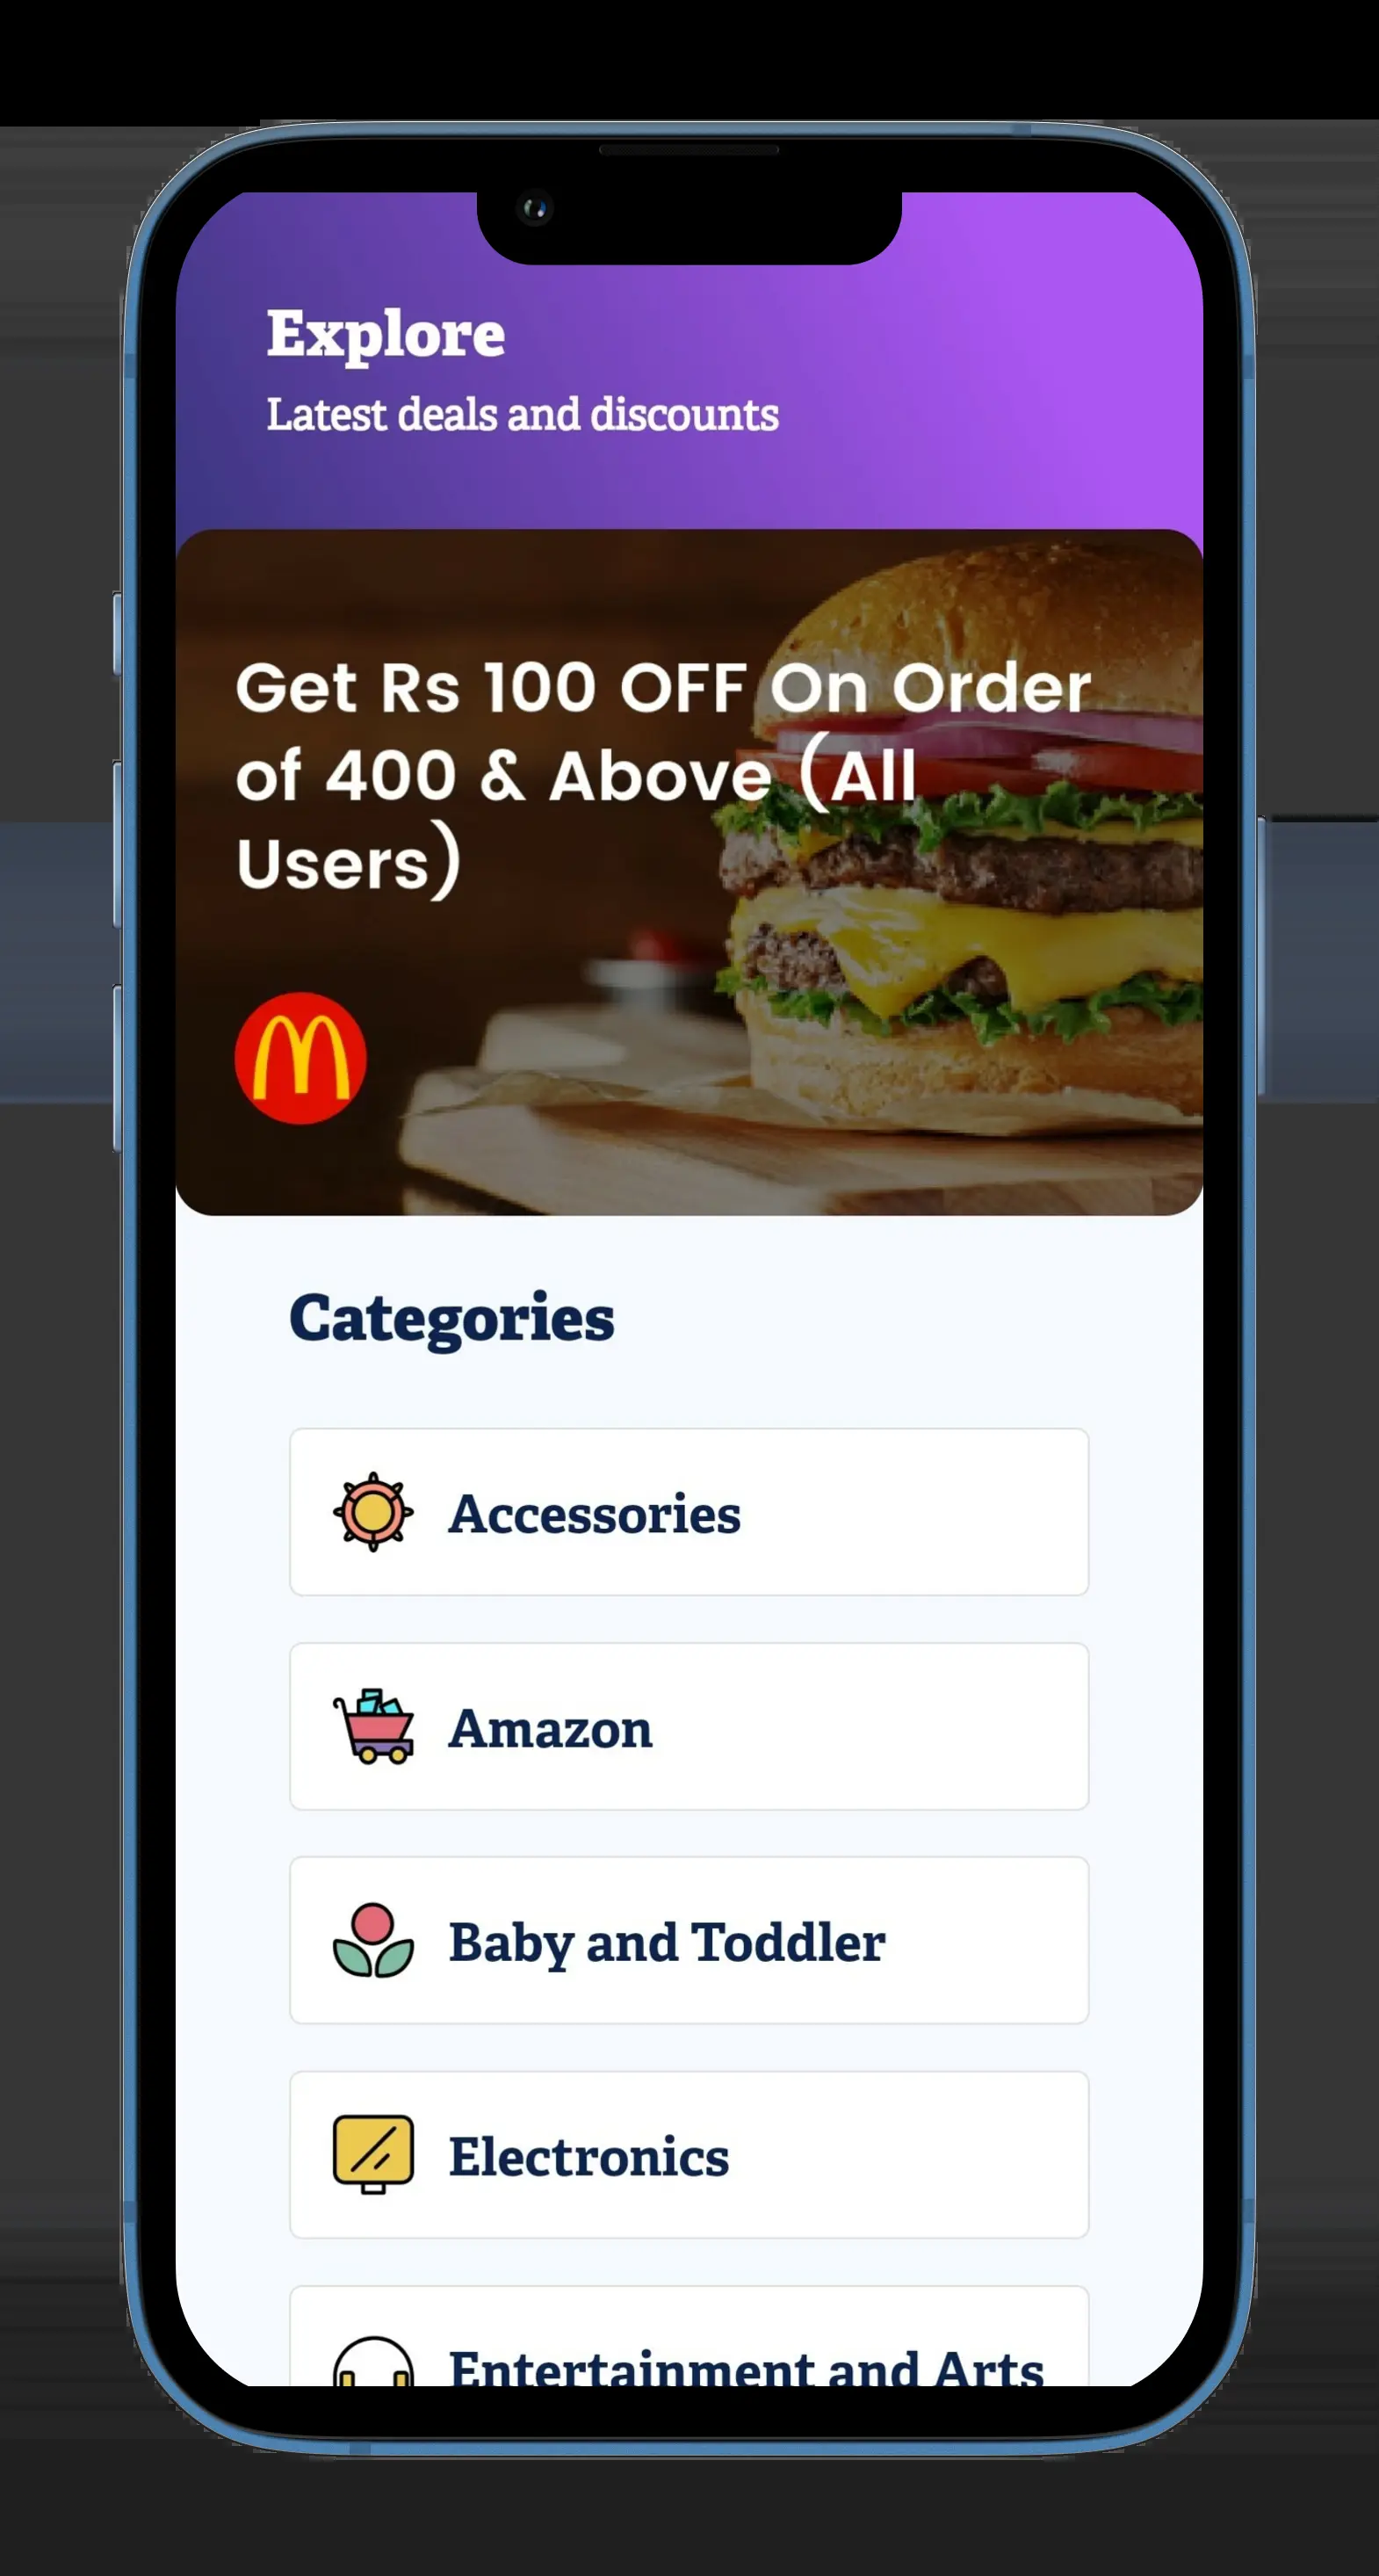 Explore
Latest deals and discounts
Get Rs 100 OFF On Order
of 400 & Above (All
Users)
Categories
Accessories
Amazon
Baby and Toddler
Electronics
Entertainment and Arts